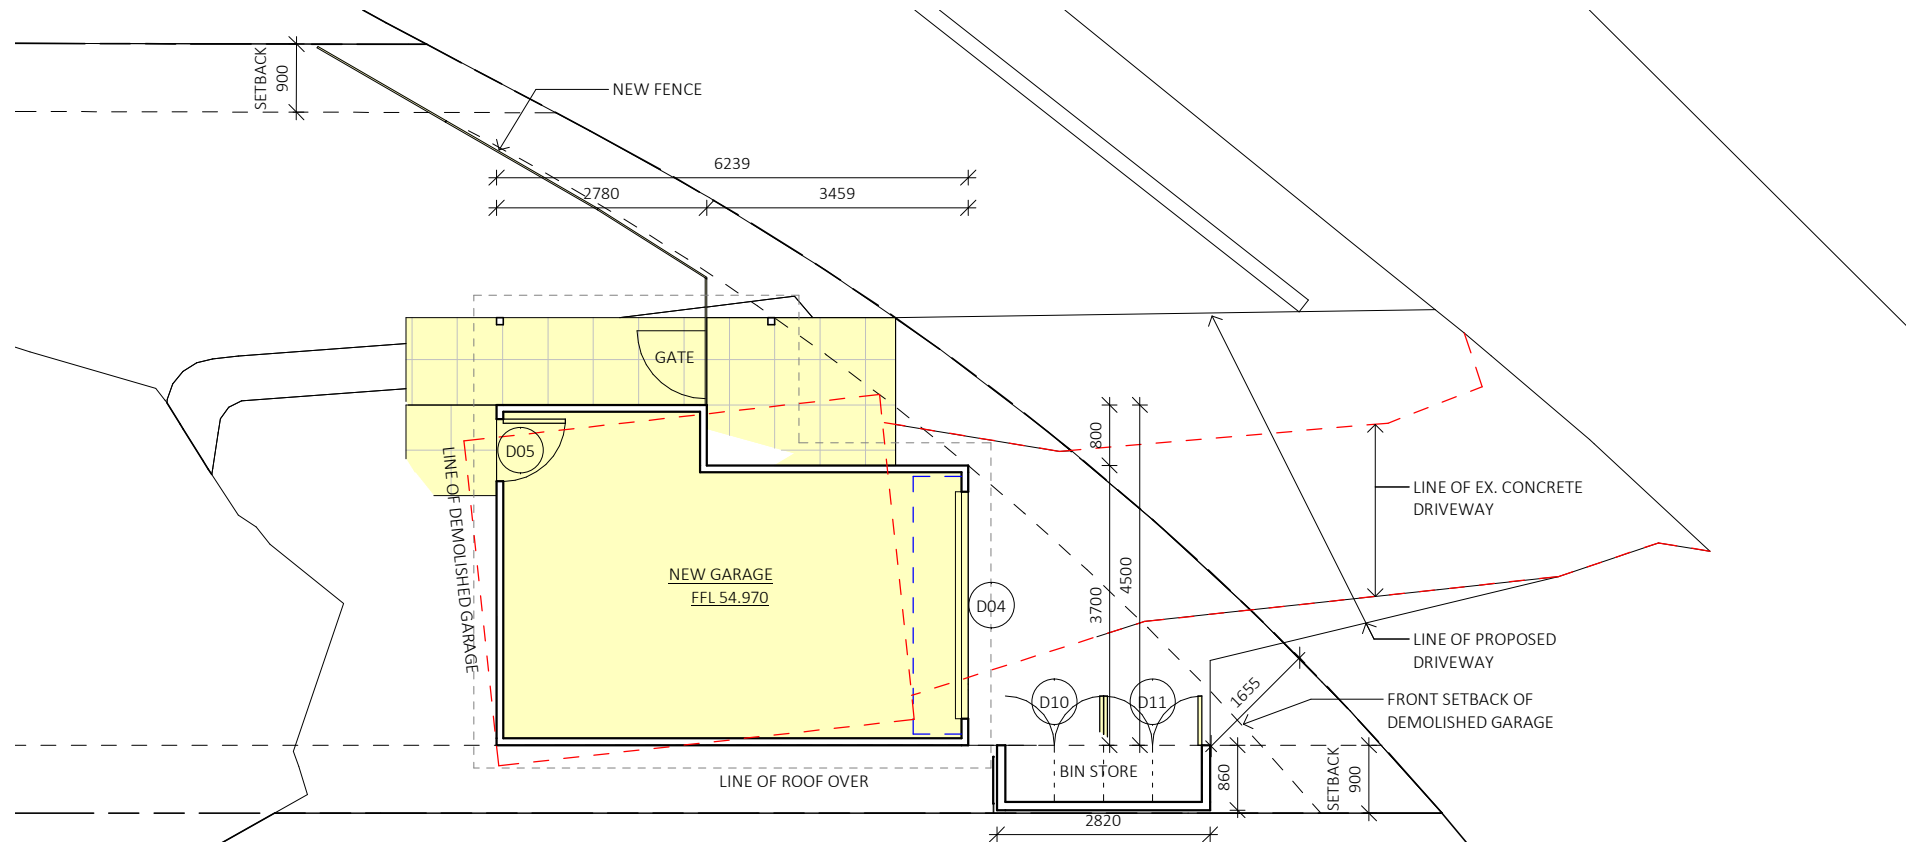 SETBACK
900
NEW FENCE
6239
2780
3459
GATE
D05
LINE OF DEMOLISHED GARAGE
800
LINE OF EX. CONCRETE
DRIVEWAY
NEW GARAGE
FFL 54.970
D04
3700
4500
LINE OF PROPOSED
DRIVEWAY
D10
D11
1655
FRONT SETBACK OF
DEMOLISHED GARAGE
LINE OF ROOF OVER
BIN STORE
860
SETBACK
900
2820